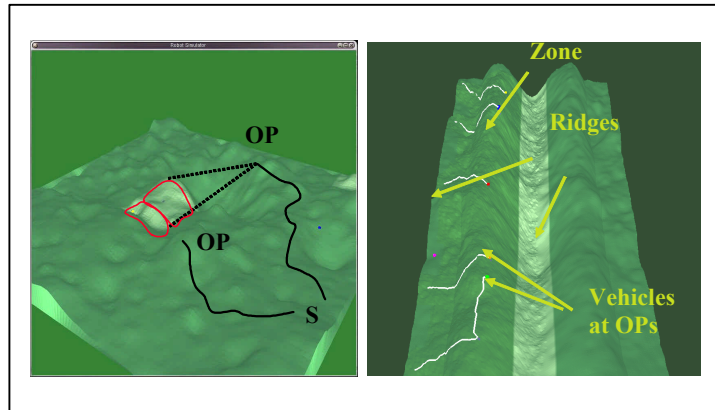 Robot Simulator
OP
OP
S
Zone
Ridges
Vehicles
at OPs